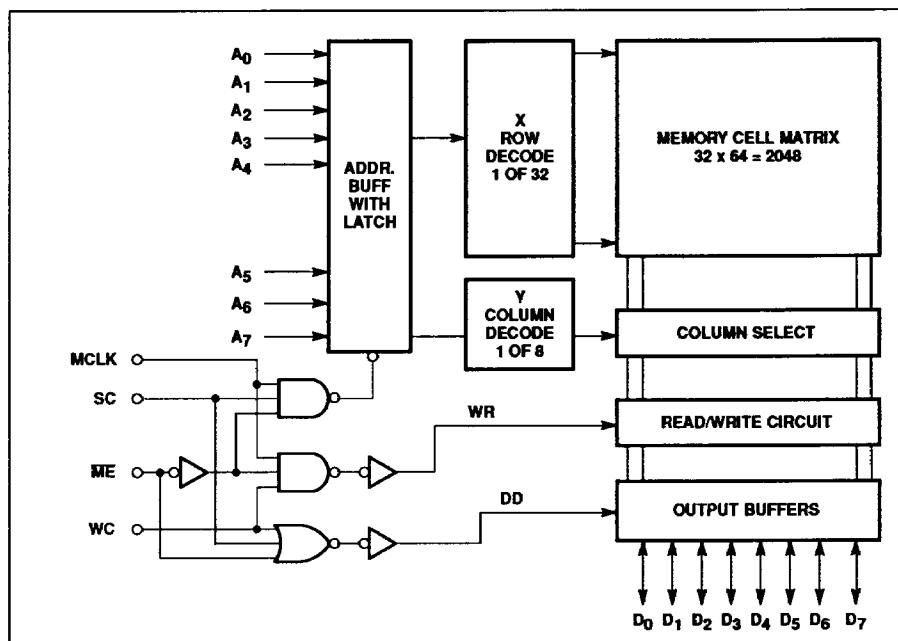 A0
A1
A2
A3
A4
A5
A6
A7
ADDR.
BUFF
WITH
LATCH
X
ROW
DECODE
1 OF 32
MEMORY CELL MATRIX
32 x 64 = 2048
Y
COLUMN
DECODE
1 OF 8
COLUMN SELECT
MCLK
SC
ME
WC
WR
READ/WRITE CIRCUIT
DD
OUTPUT BUFFERS
D0 D1 D2 D3 D4 D5 D6 D7